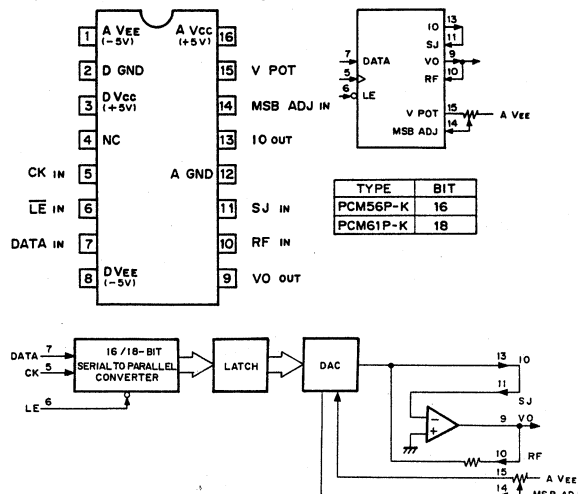 1 A VEE (-5V)
A VCC (+5V) 16
2 D GND
15 V POT
3 D VCC (+5V)
14 MSB ADJ IN
4 NC
13 IO OUT
CK IN 5
A GND 12
LE IN 6
11 SJ IN
DATA IN 7
10 RF IN
8 D VEE (-5V)
9 VO OUT
IO 13
SJ 11
7 DATA
VO 9
5
RF 10
6 LE
V POT 15 A VEE
MSB ADJ 14
TYPE BIT
PCM56P-K 16
PCM61P-K 18
DATA 7
CK 5
LE 6
16/18-BIT
SERIAL TO PARALLEL
CONVERTER
LATCH
DAC
13 IO
11 SJ
-
+
9 VO
10 RF
15 A VEE
14 MSB ADJ